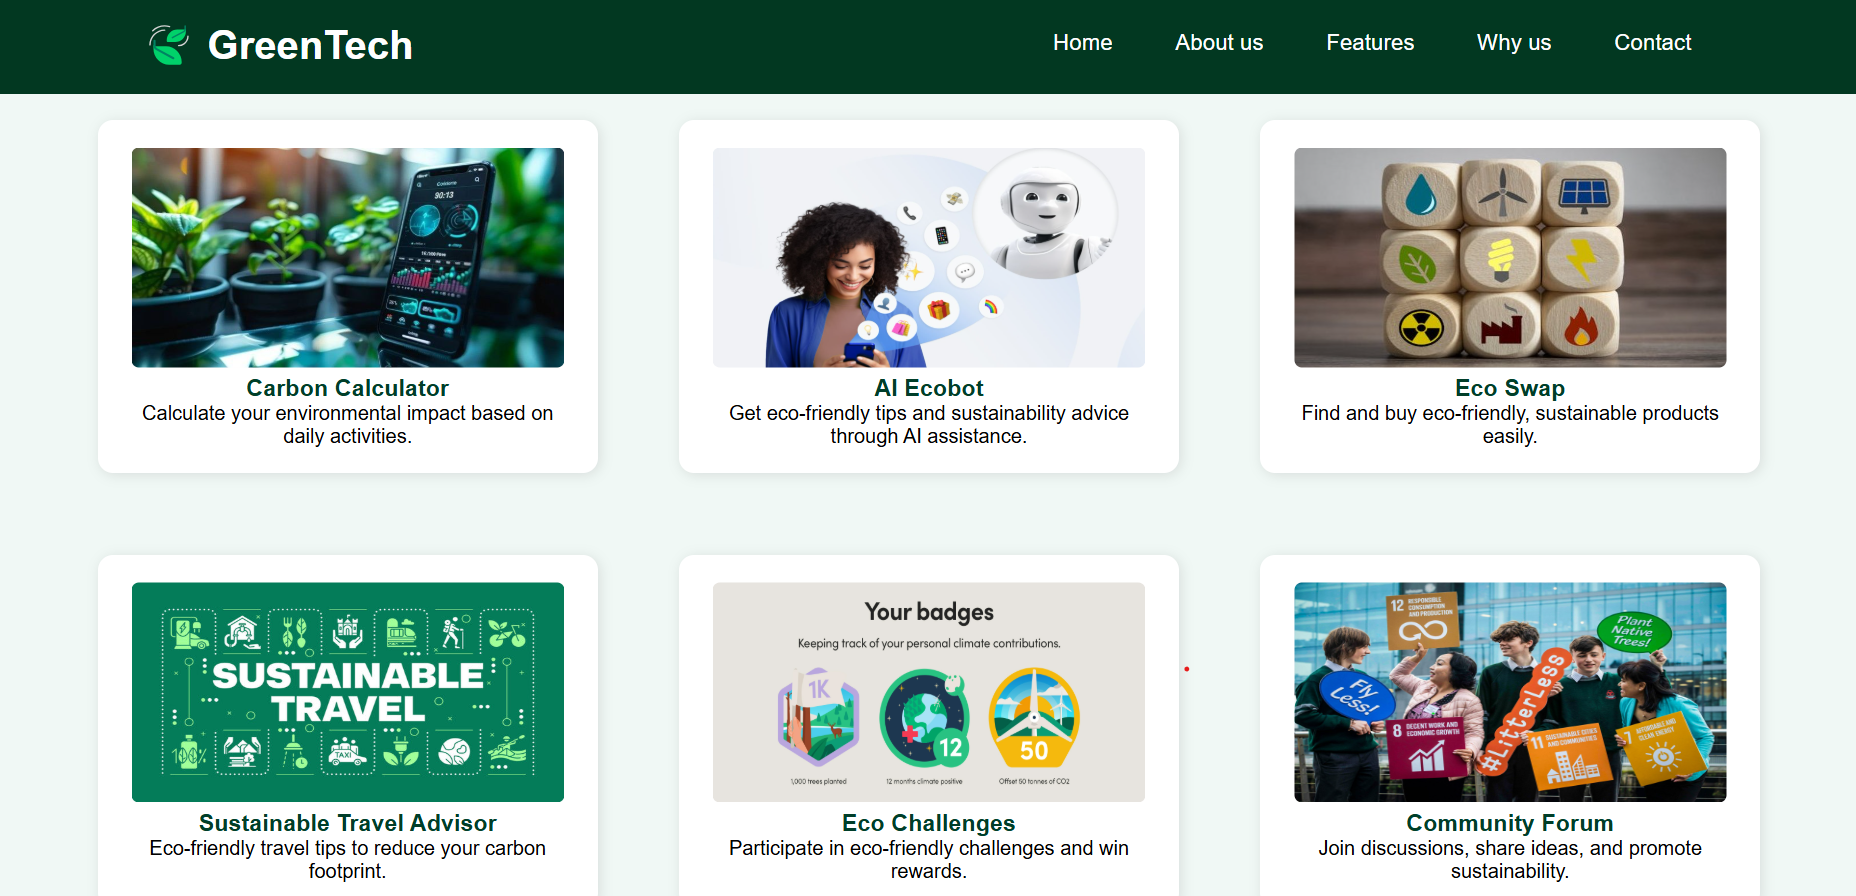 GreenTech
Home
About us
Features
Why us
Contact
90:13
Carbon Calculator
Calculate your environmental impact based on
daily activities.
AI Ecobot
Get eco-friendly tips and sustainability advice
through AI assistance.
Eco Swap
Find and buy eco-friendly, sustainable products
easily.
SUSTAINABLE
TRAVEL
TAXI
Sustainable Travel Advisor
Eco-friendly travel tips to reduce your carbon
footprint.
Your badges
Keeping track of your personal climate contributions.
1K
12
50
1,000 trees planted
12 months climate positive
Offset 50 tonnes of CO2
Eco Challenges
Participate in eco-friendly challenges and win
rewards.
12 RESPONSIBLE
CONSUMPTION
AND PRODUCTION
Plant
Native
Trees!
Fly
Less!
#LitterLess
8 DECENT WORK AND
ECONOMIC GROWTH
11 SUSTAINABLE CITIES
AND COMMUNITIES
7 AFFORDABLE AND
CLEAN ENERGY
Community Forum
Join discussions, share ideas, and promote
sustainability.